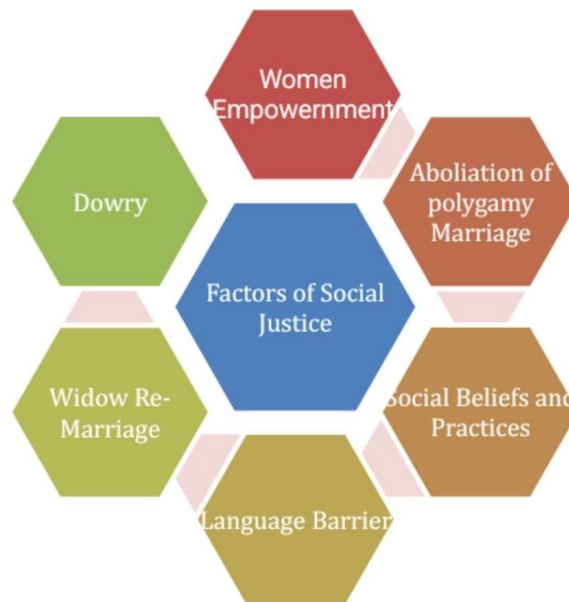 Women
Empowernment
Aboliation of
polygamy
Marriage
Dowry
Factors of Social
Justice
Social Beliefs and
Practices
Widow Re-
Marriage
Language Barrier